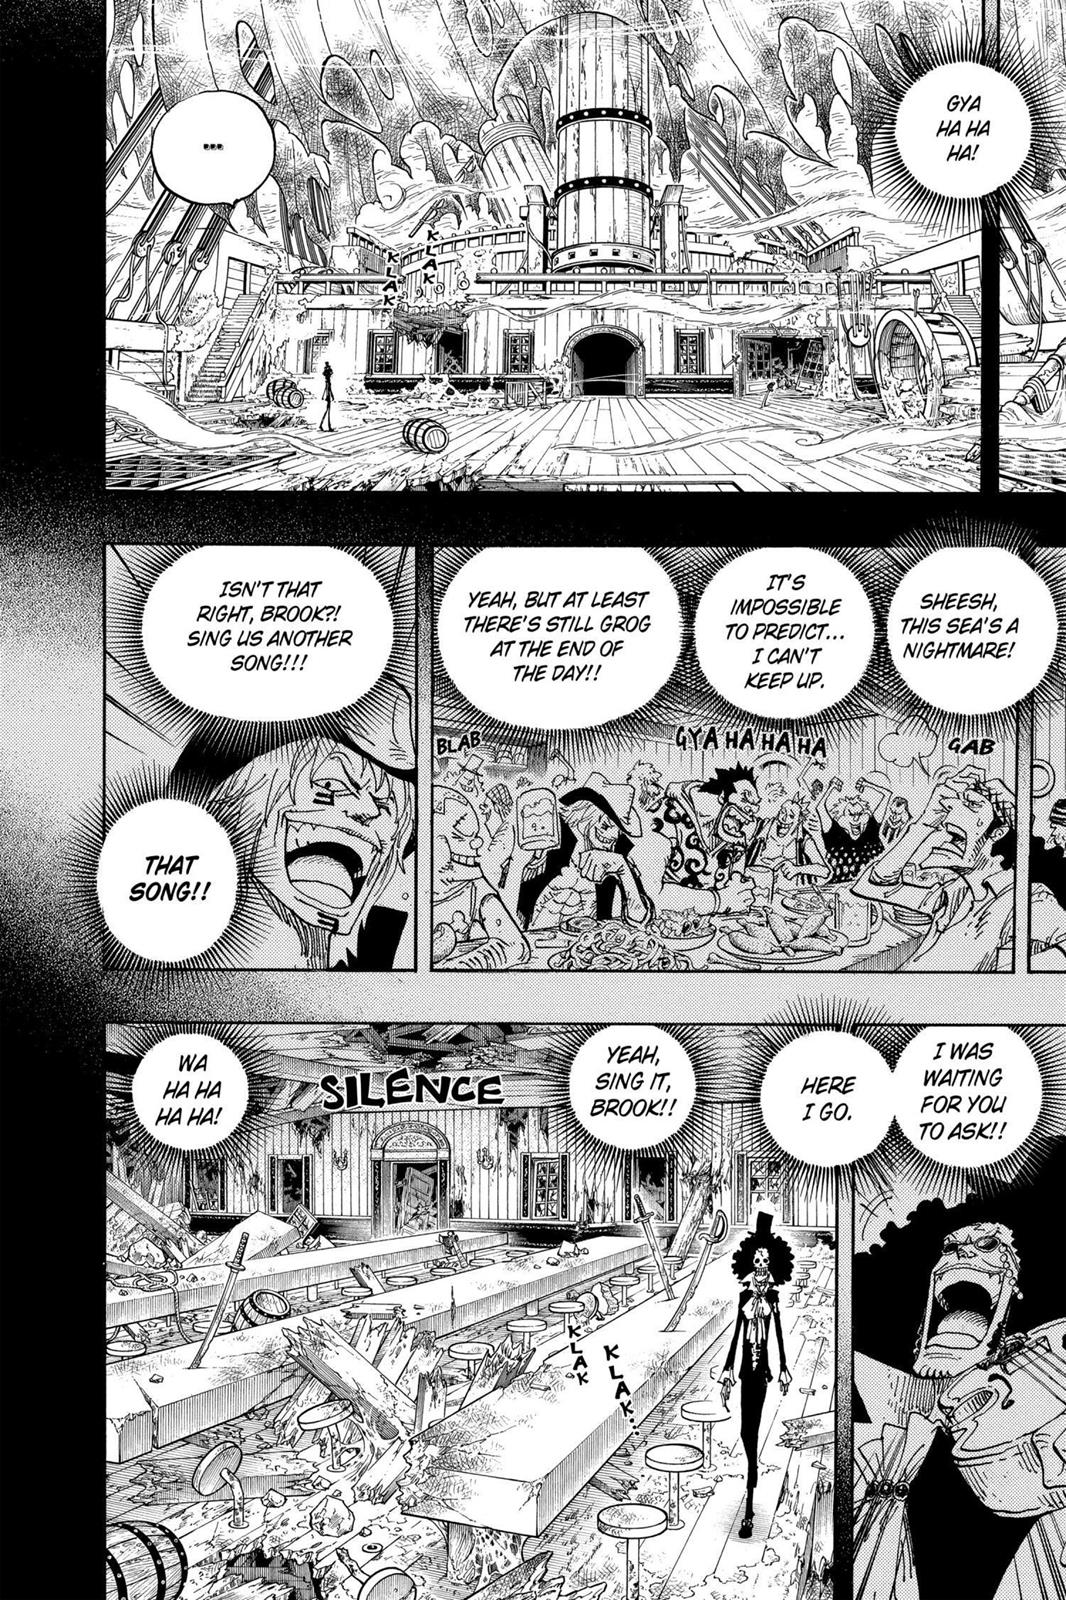 GYA
HA HA
HA!
...
KLAK
KLAK
SHEESH,
THIS SEA'S A
NIGHTMARE!
IT'S
IMPOSSIBLE
TO PREDICT...
I CAN'T
KEEP UP.
YEAH, BUT AT LEAST
THERE'S STILL GROG
AT THE END OF
THE DAY!!
GAB
GYA HA HA HA
BLAB
ISN'T THAT
RIGHT, BROOK?!
SING US ANOTHER
SONG!!!
THAT
SONG!!
I WAS
WAITING
FOR YOU
TO ASK!!
HERE
I GO.
YEAH,
SING IT,
BROOK!!
SILENCE
WA
HA HA
HA HA!
KLAK...
KLAK